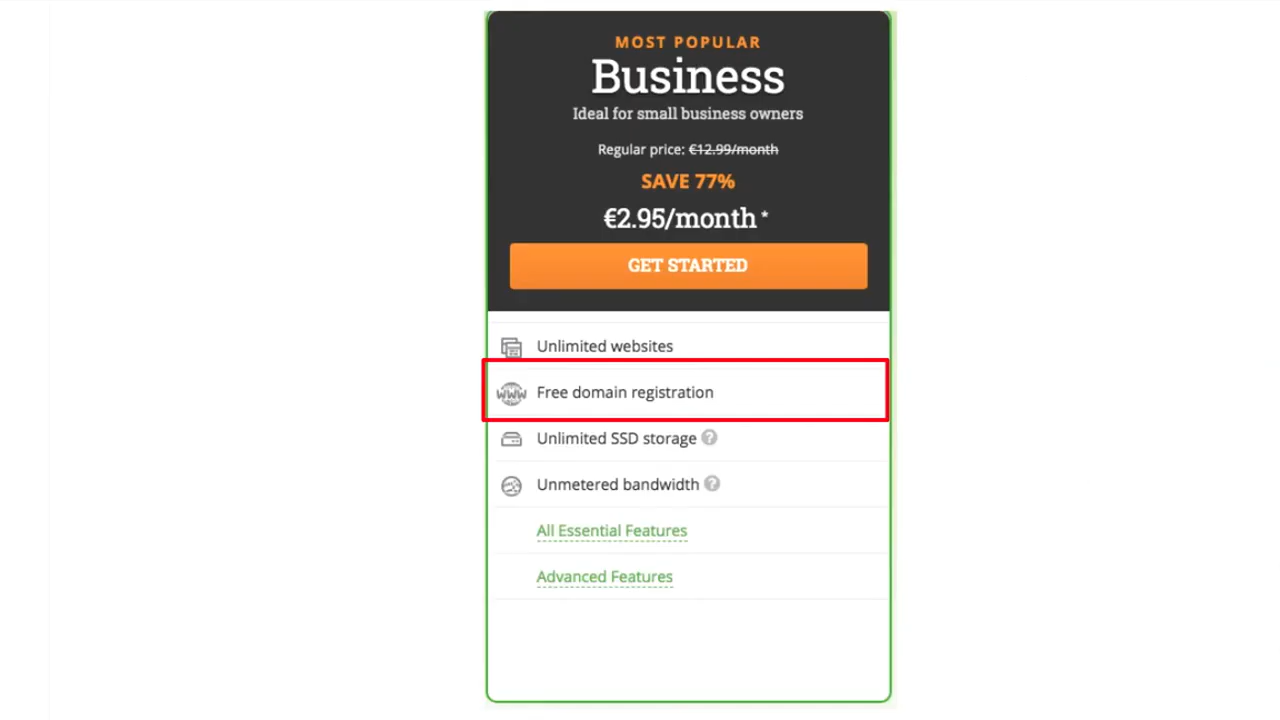 MOST POPULAR
Business
Ideal for small business owners
Regular price: €12.99/month
SAVE 77%
€2.95/month *
GET STARTED
Unlimited websites
WWW Free domain registration
Unlimited SSD storage ?
Unmetered bandwidth ?
All Essential Features
Advanced Features